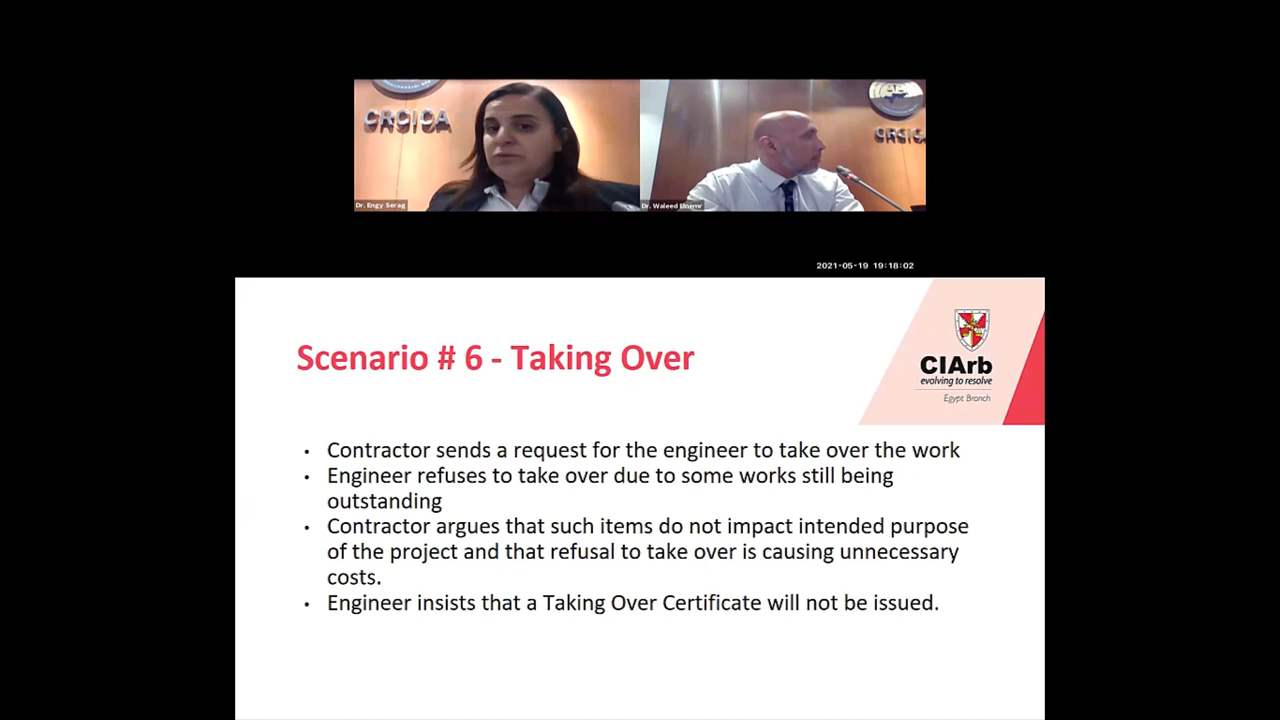 CRCICA
CRCICA
Dr. Engy Serag
Dr. Waleed Elnemr
2021-05-19 19:18:02
Scenario # 6 - Taking Over
CIArb
evolving to resolve
Egypt Branch
• Contractor sends a request for the engineer to take over the work
• Engineer refuses to take over due to some works still being
outstanding
• Contractor argues that such items do not impact intended purpose
of the project and that refusal to take over is causing unnecessary
costs.
• Engineer insists that a Taking Over Certificate will not be issued.